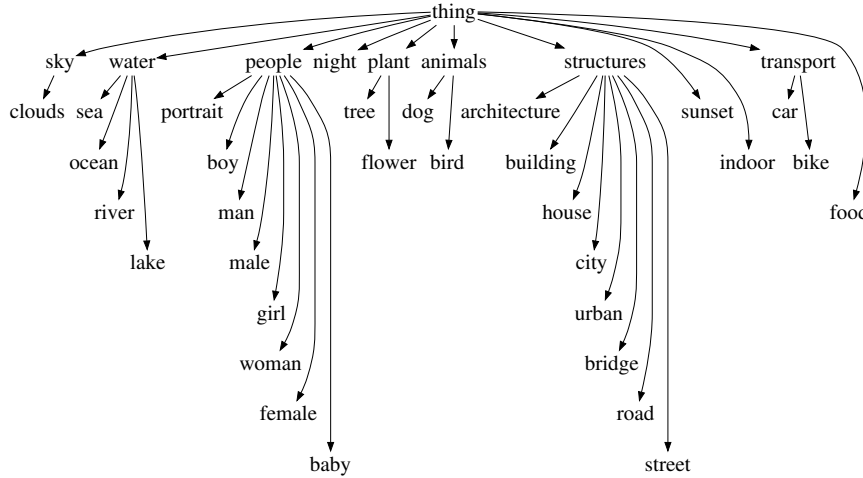 thing
sky water people night plant animals structures transport
clouds sea portrait tree dog architecture sunset car
ocean boy flower bird building indoor bike
river man house food
lake male city
girl urban
woman bridge
female road
baby street